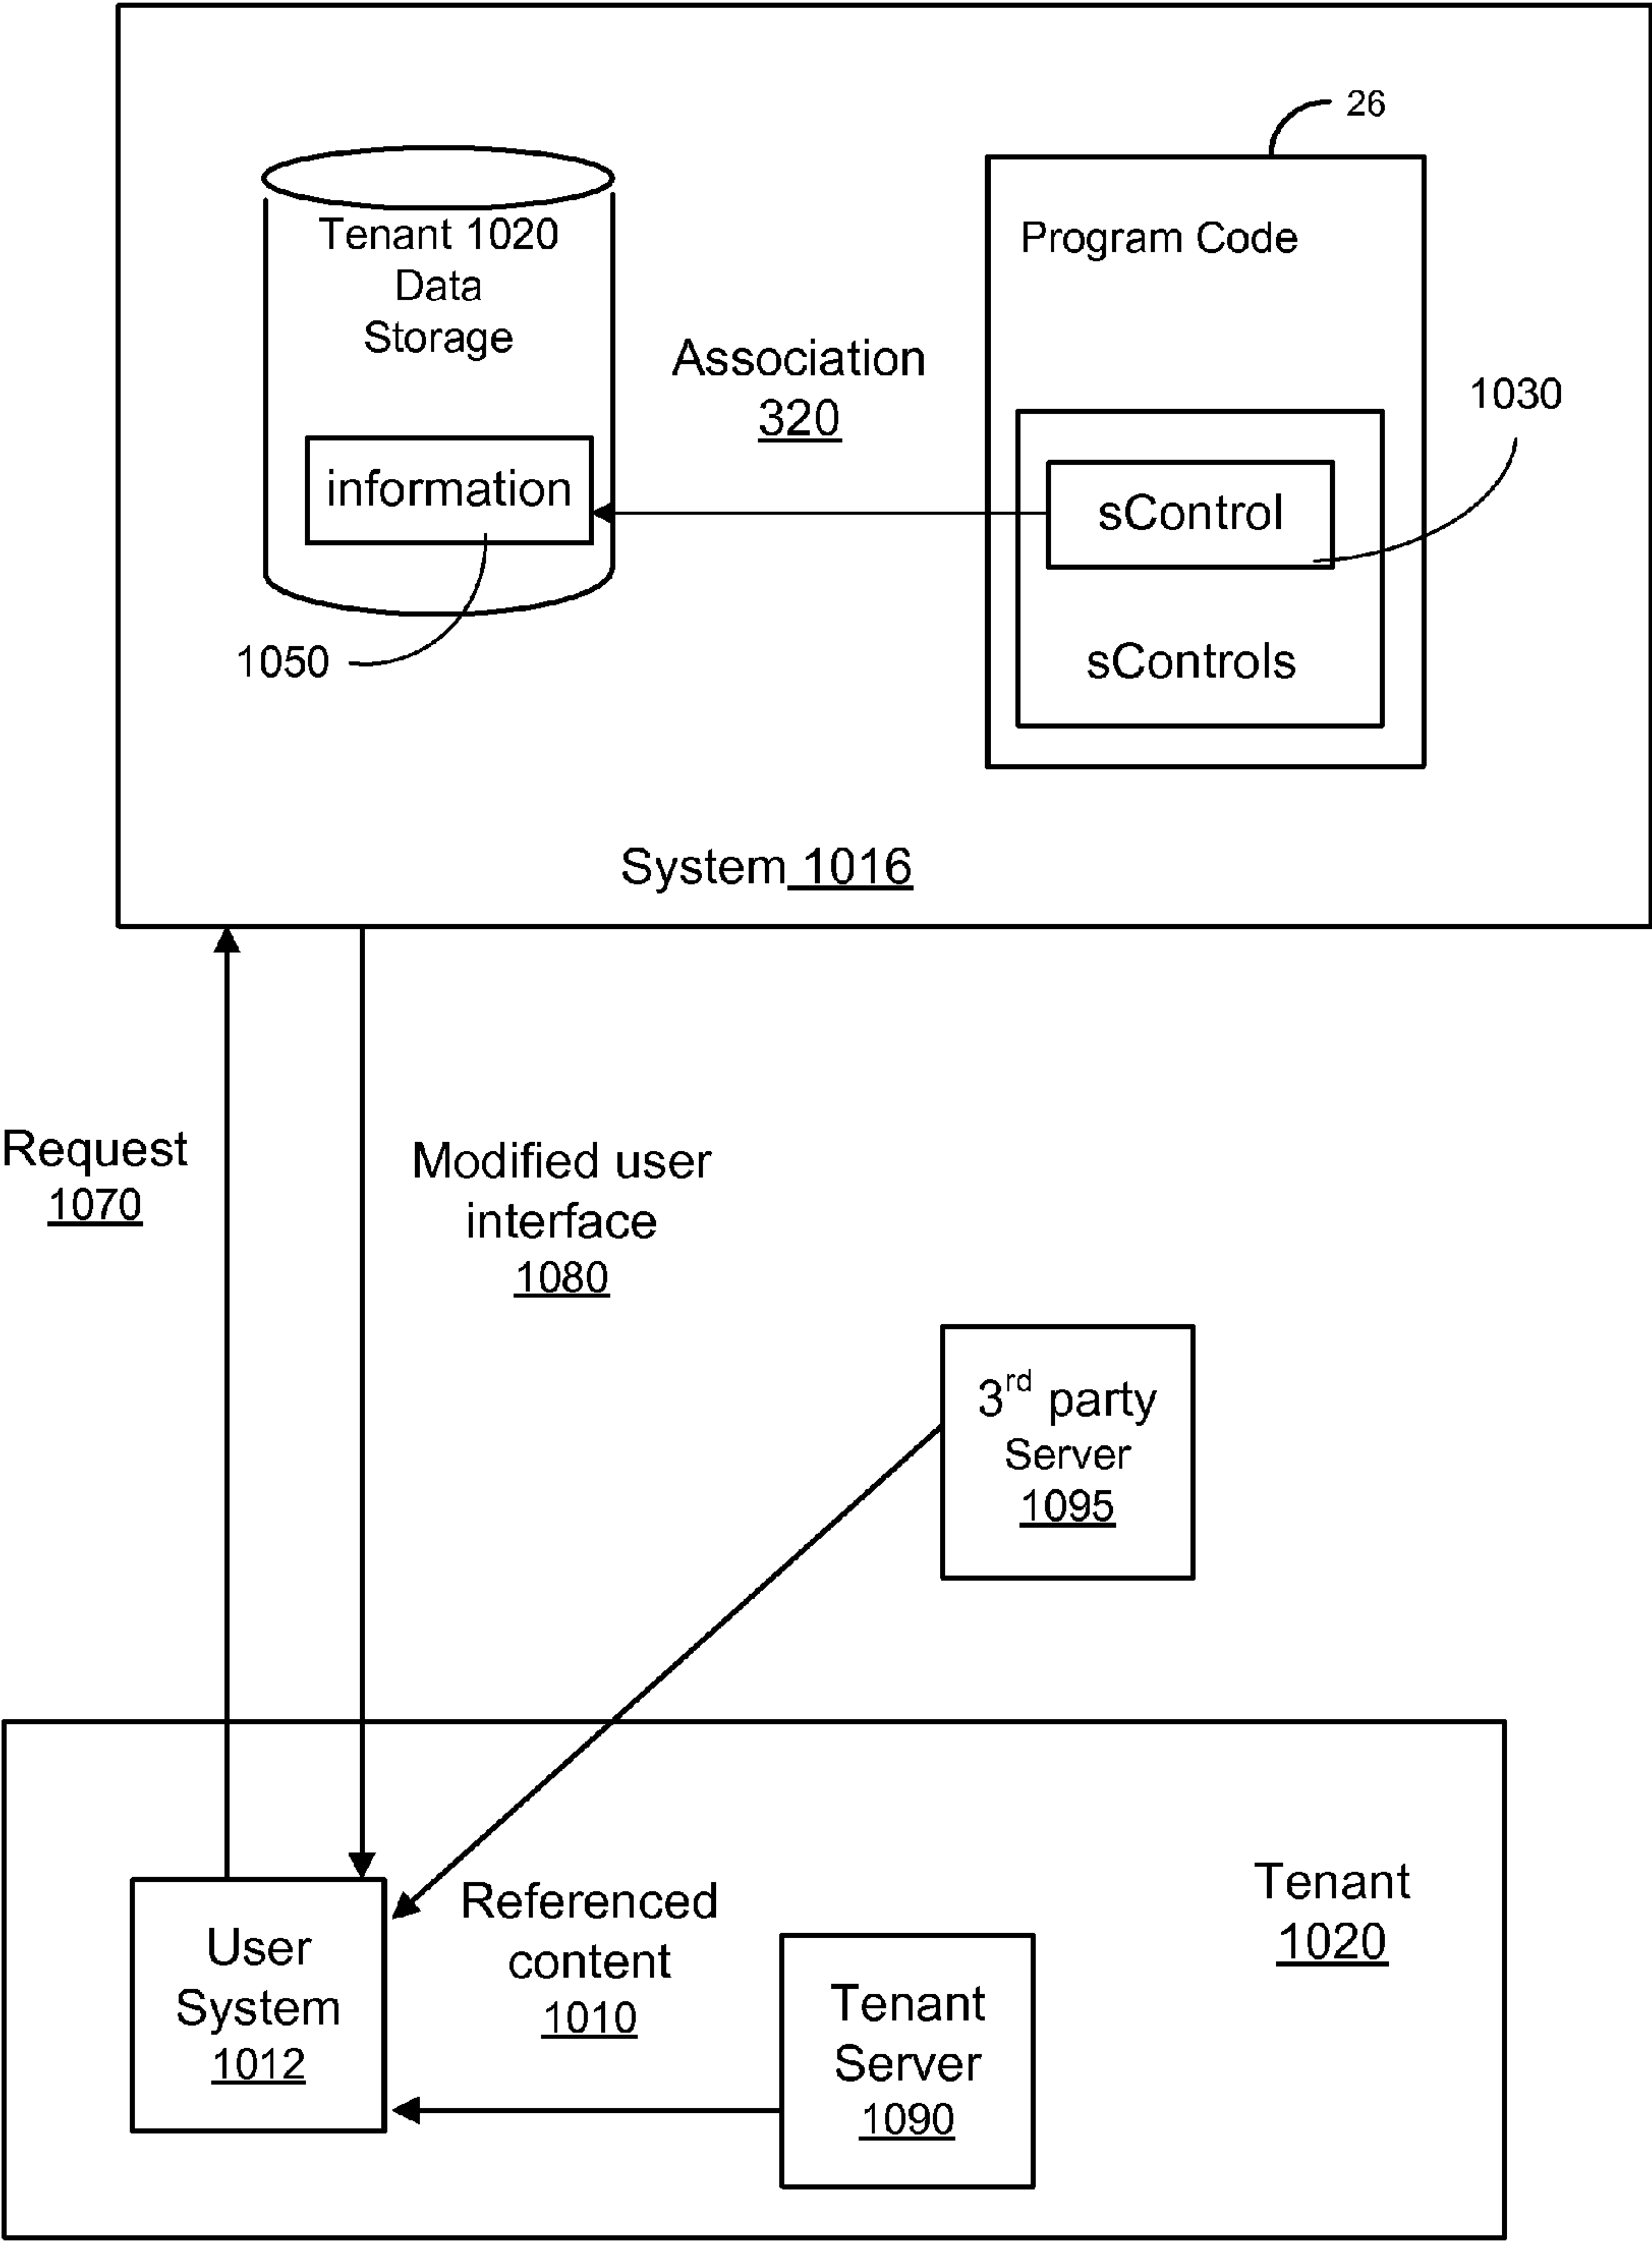 26
Tenant 1020
Data
Storage
Program Code
Association
320
1030
information
sControl
1050
sControls
System 1016
Request
1070
Modified user
interface
1080
3rd party
Server
1095
Referenced
content
1010
Tenant
1020
User
System
1012
Tenant
Server
1090